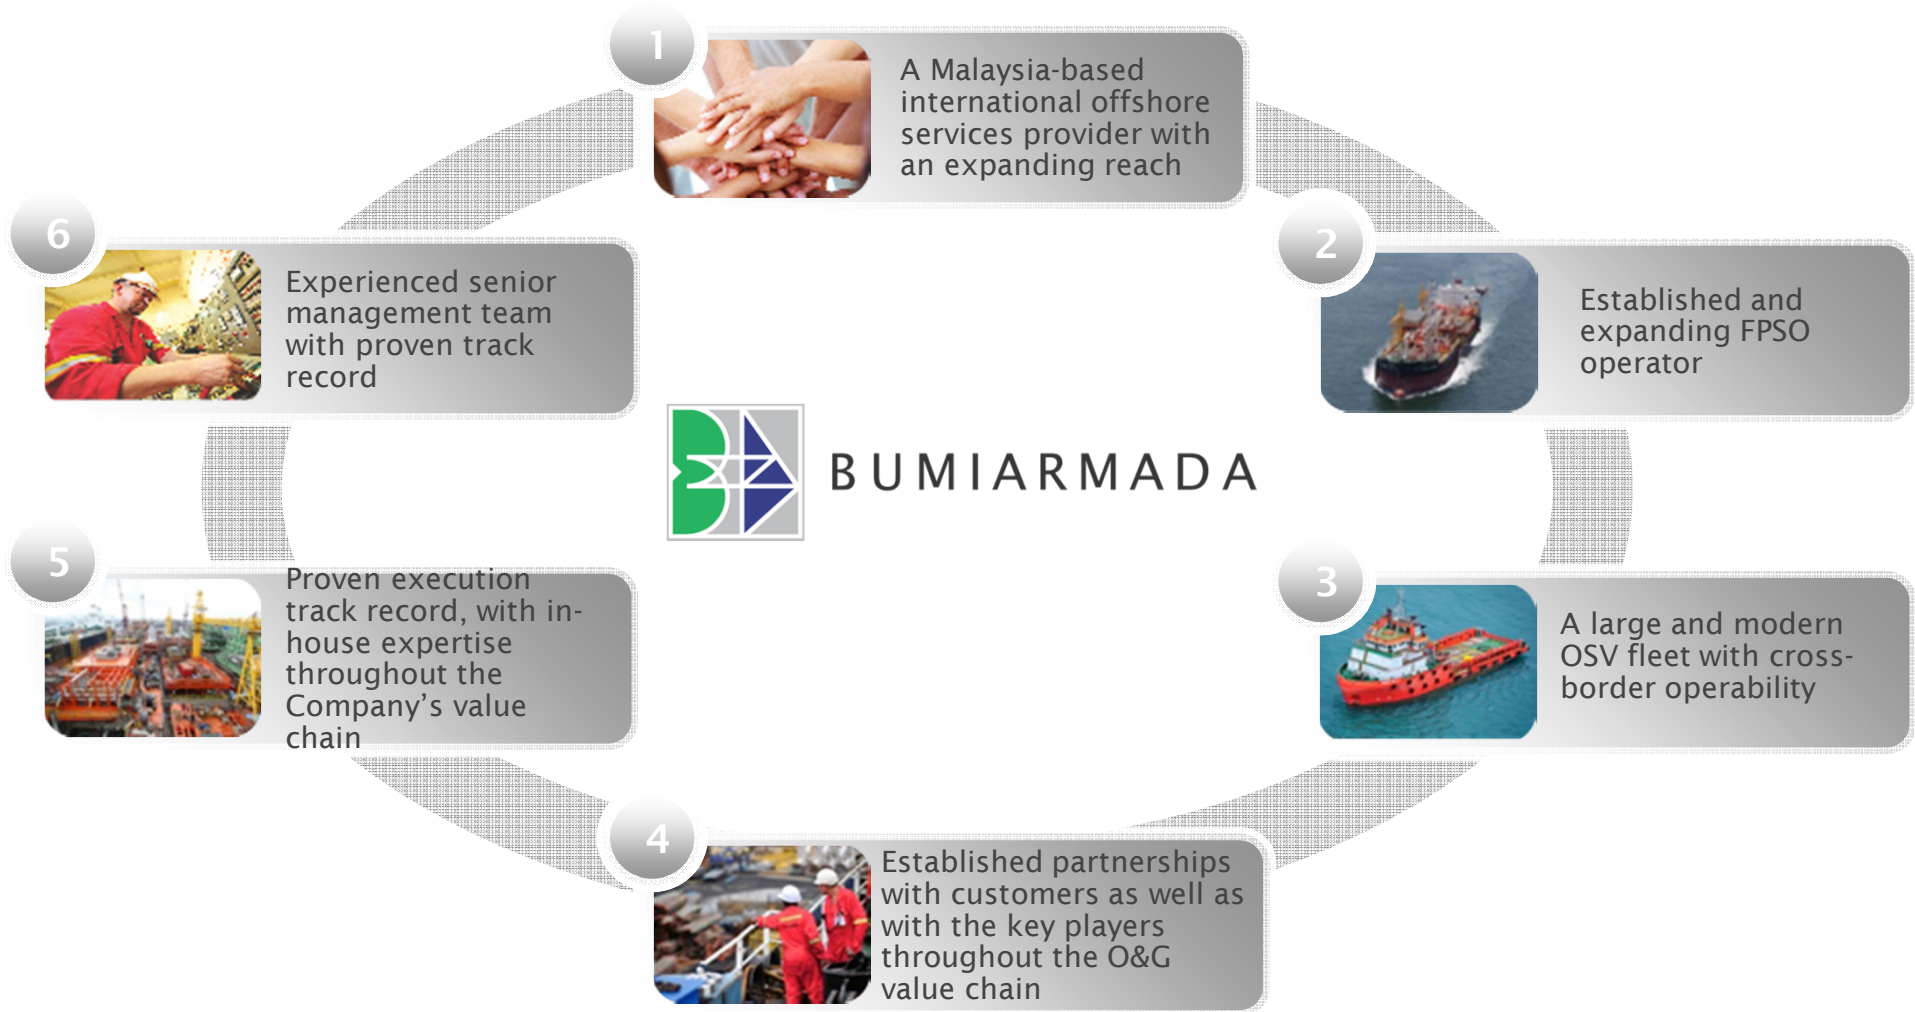 1
A Malaysia-based
international offshore
services provider with
an expanding reach
2
Established and
expanding FPSO
operator
3
A large and modern
OSV fleet with cross-
border operability
4
Established partnerships
with customers as well as
with the key players
throughout the O&G
value chain
5
Proven execution
track record, with in-
house expertise
throughout the
Company’s value
chain
6
Experienced senior
management team
with proven track
record
BUMIARMADA